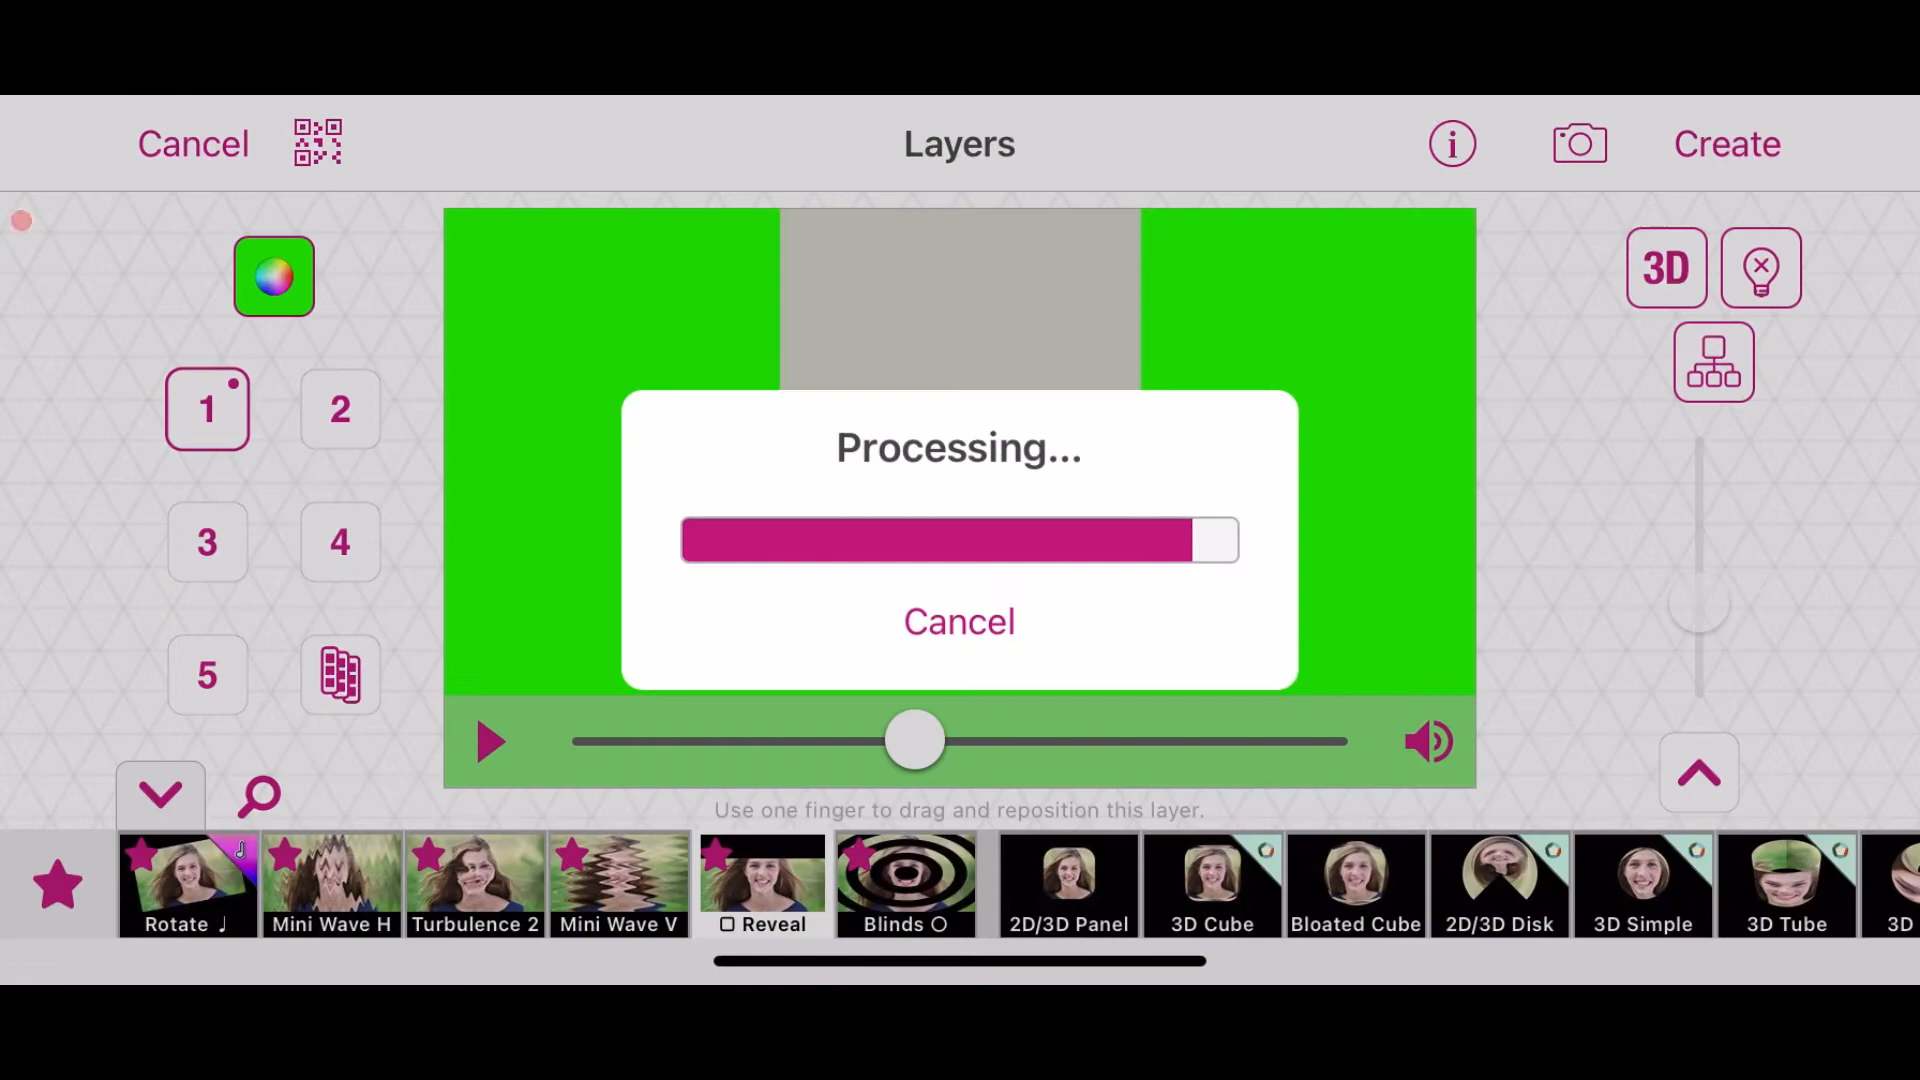 Cancel
Layers
Create
3D
1
2
3
4
5
Processing...
Cancel
Use one finger to drag and reposition this layer.
Rotate ♩
Mini Wave H
Turbulence 2
Mini Wave V
Reveal
Blinds
2D/3D Panel
3D Cube
Bloated Cube
2D/3D Disk
3D Simple
3D Tube
3D